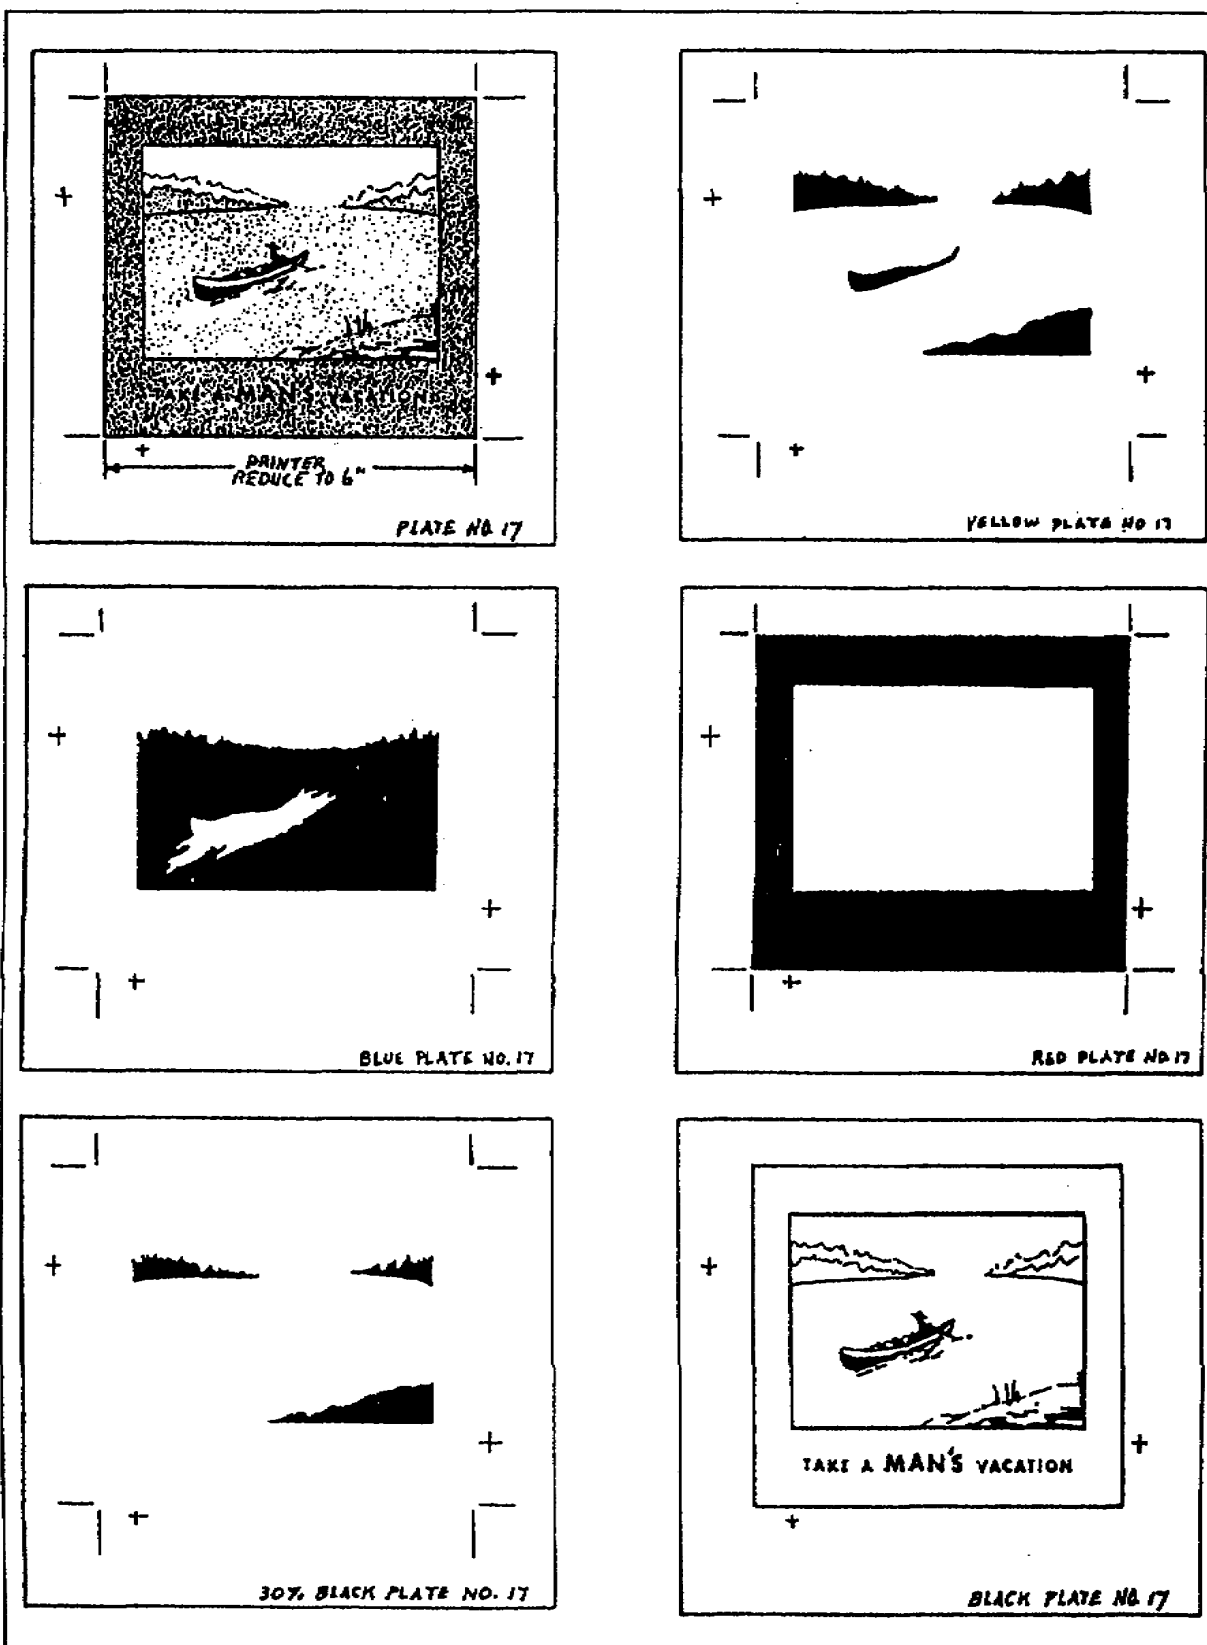 TAKE A MAN'S VACATION
PRINTER
REDUCE TO 6"
PLATE NO. 17
YELLOW PLATE NO 17
BLUE PLATE NO. 17
RED PLATE NO. 17
30% BLACK PLATE NO. 17
TAKE A MAN'S VACATION
BLACK PLATE NO. 17